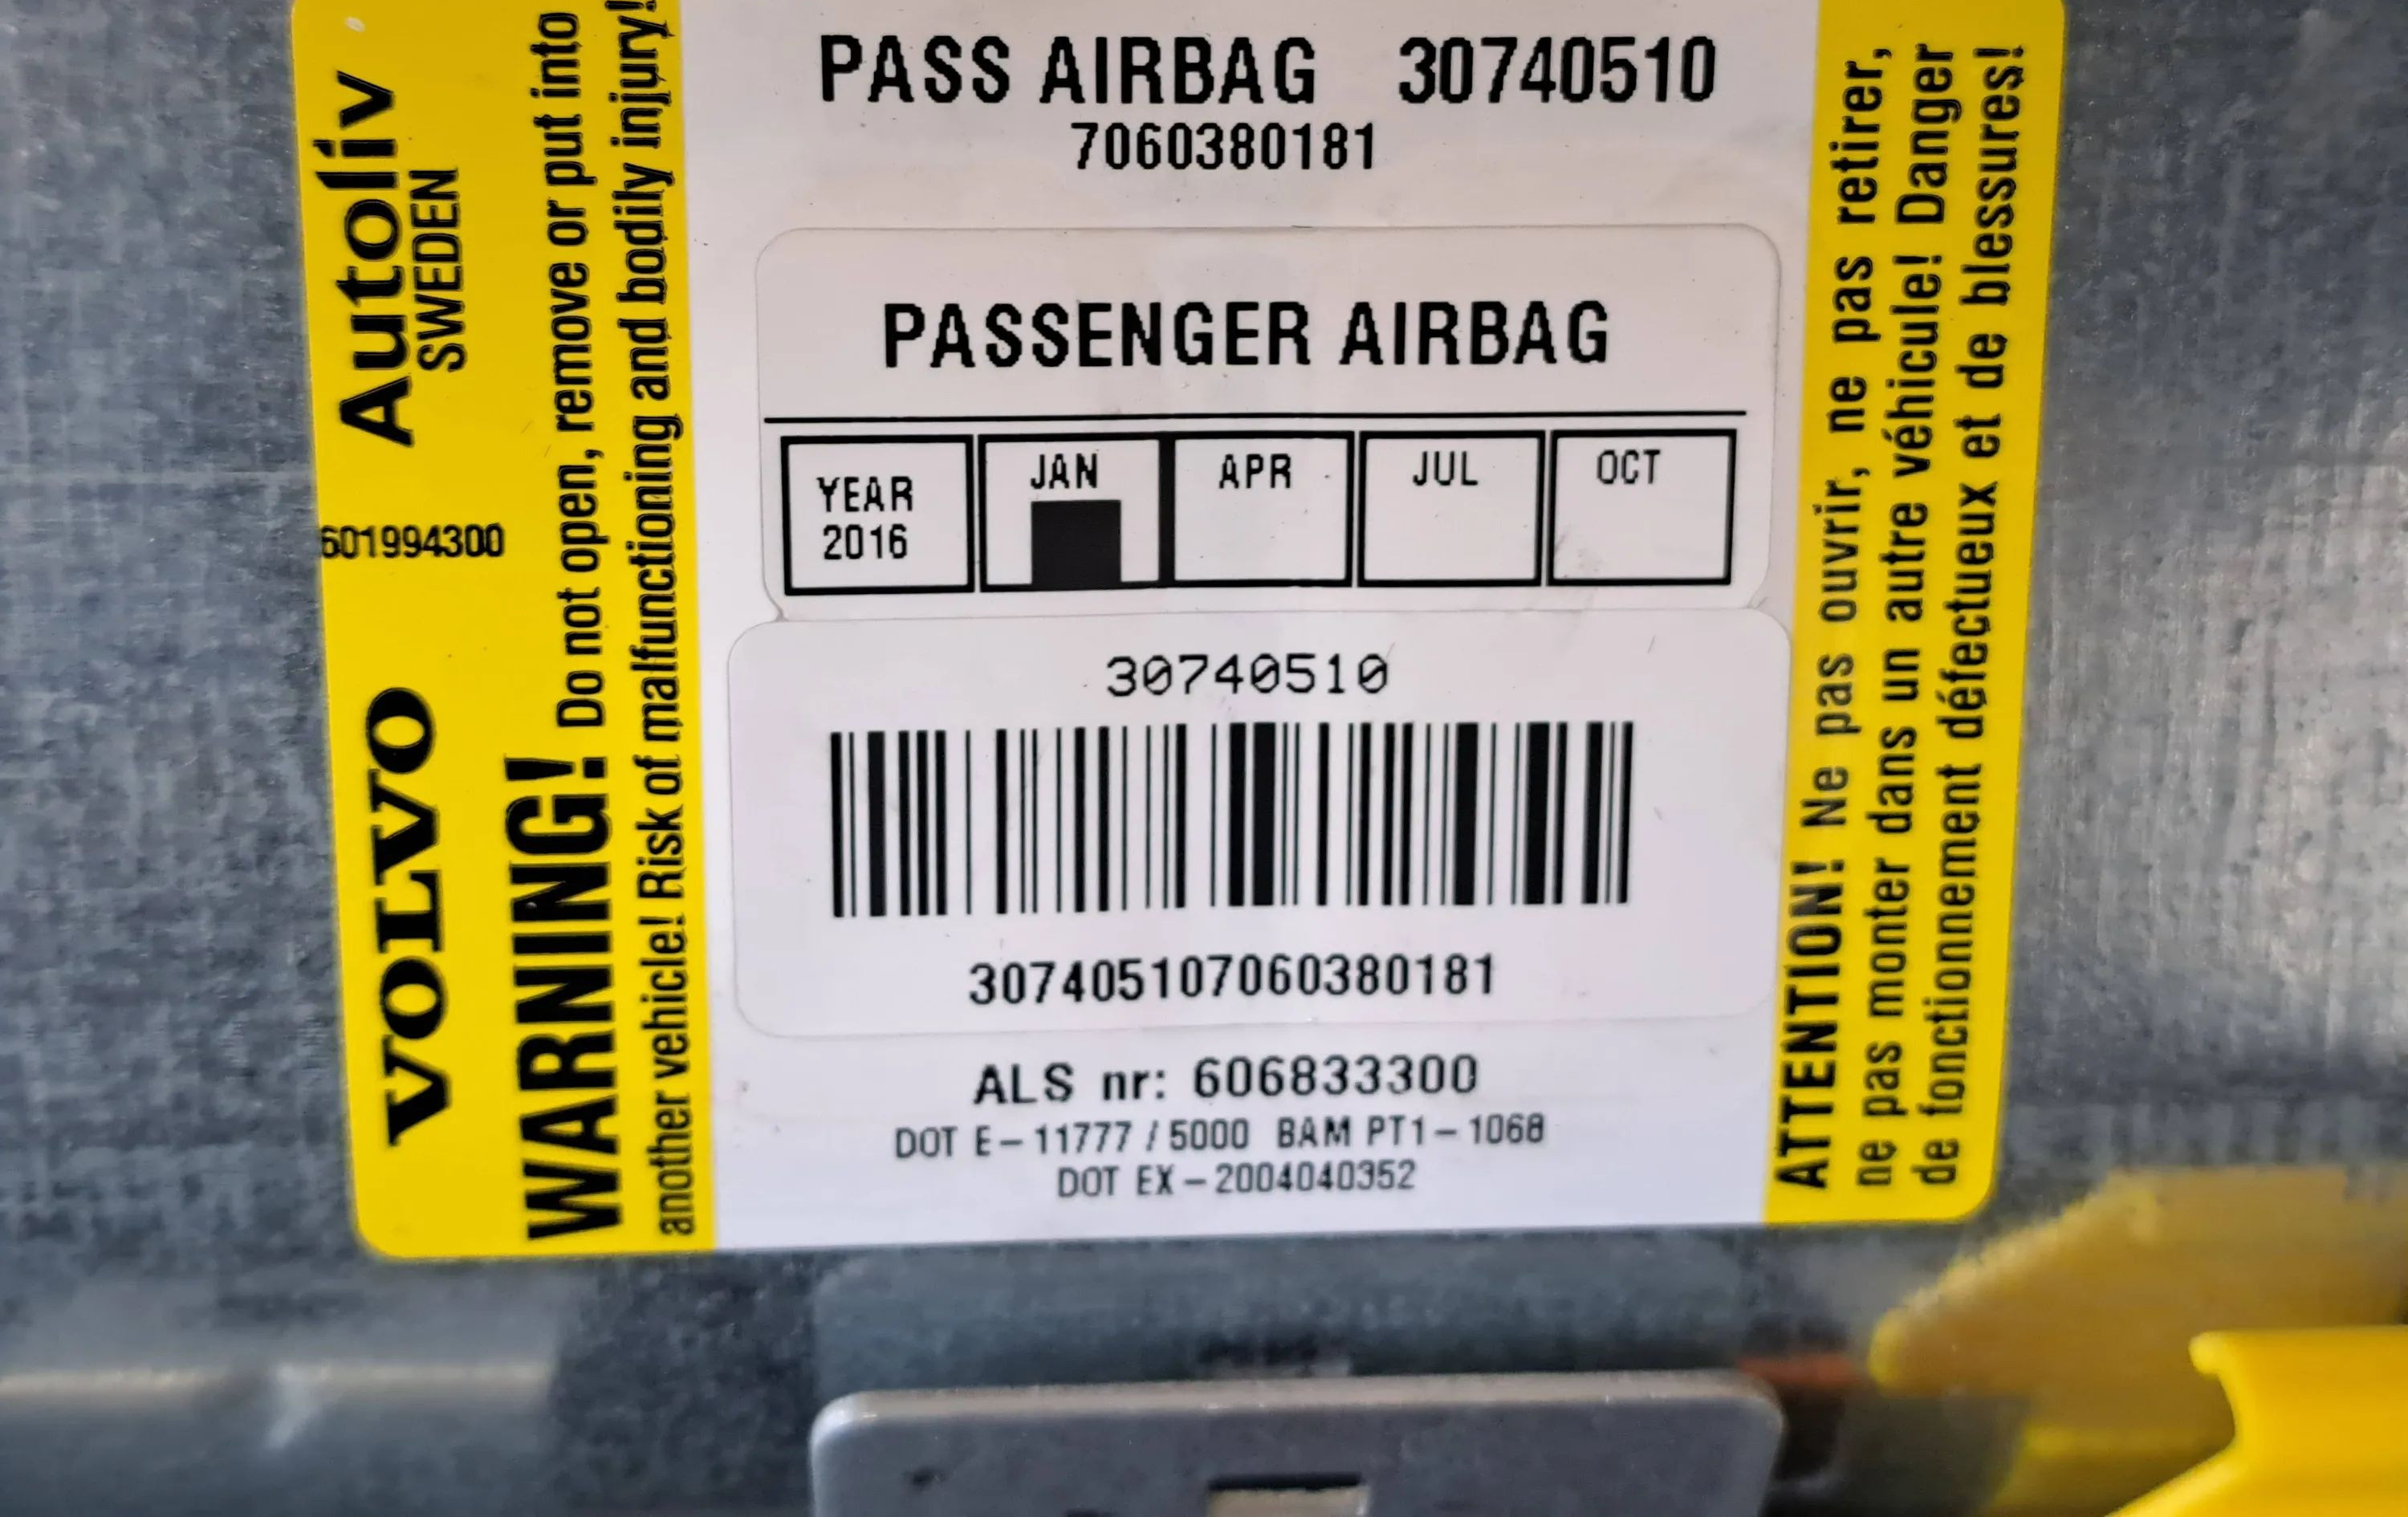 Autoliv
SWEDEN
601994300
VOLVO
WARNING! Do not open, remove or put into
another vehicle! Risk of malfunctioning and bodily injury!
PASS AIRBAG 30740510
7060380181
PASSENGER AIRBAG
YEAR 2016 JAN APR JUL OCT
30740510
307405107060380181
ALS nr: 606833300
DOT E-11777 / 5000 BAM PT1-1068
DOT EX-2004040352
ATTENTION! Ne pas ouvrir, ne pas retirer,
ne pas monter dans un autre véhicule! Danger
de fonctionnement défectueux et de blessures!